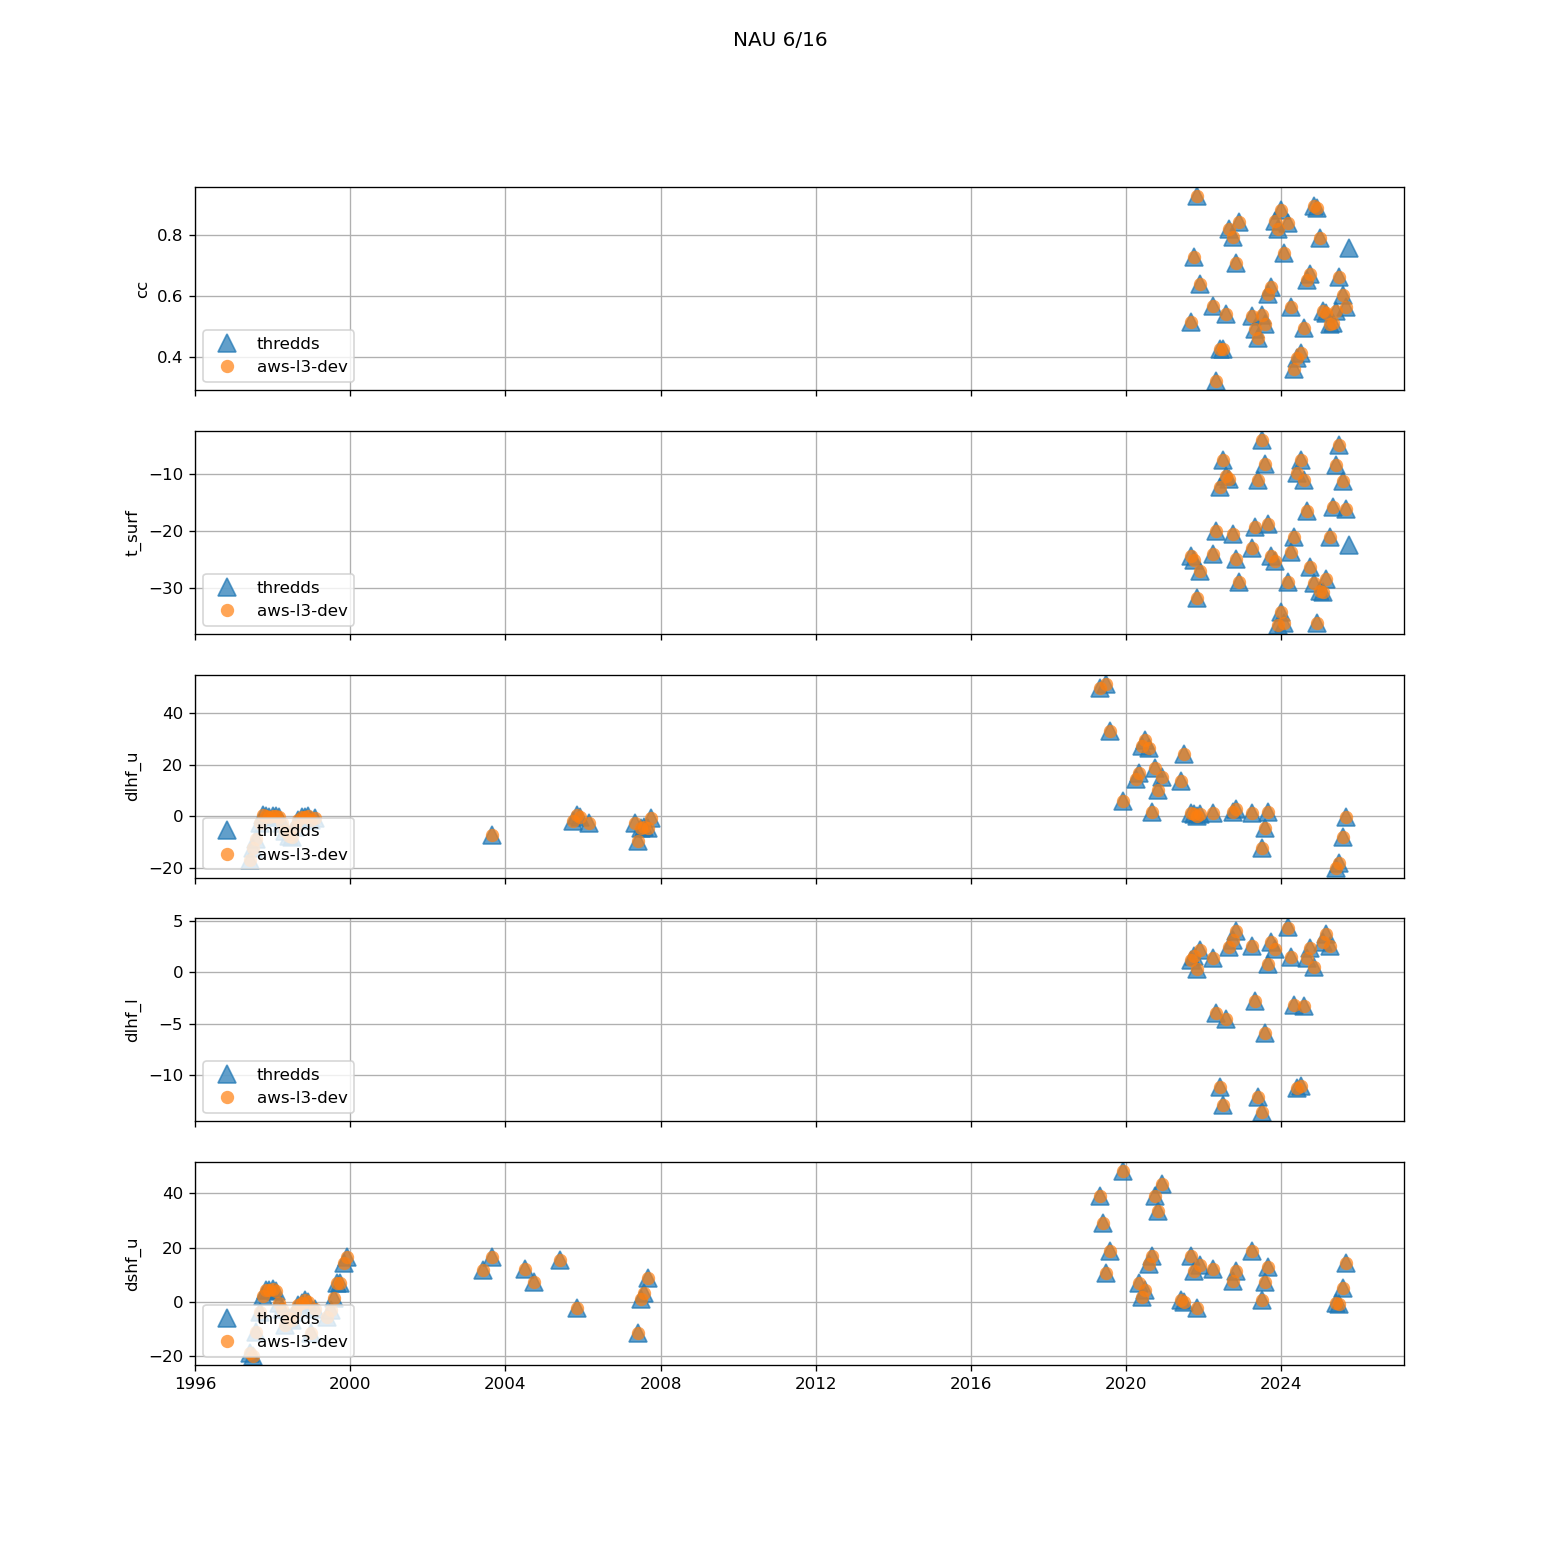 NAU 6/16
cc
0.8
0.6
0.4
thredds
aws-l3-dev
t_surf
−10
−20
−30
thredds
aws-l3-dev
dlhf_u
40
20
0
−20
thredds
aws-l3-dev
dlhf_l
5
0
−5
−10
thredds
aws-l3-dev
dshf_u
40
20
0
−20
thredds
aws-l3-dev
1996 2000 2004 2008 2012 2016 2020 2024